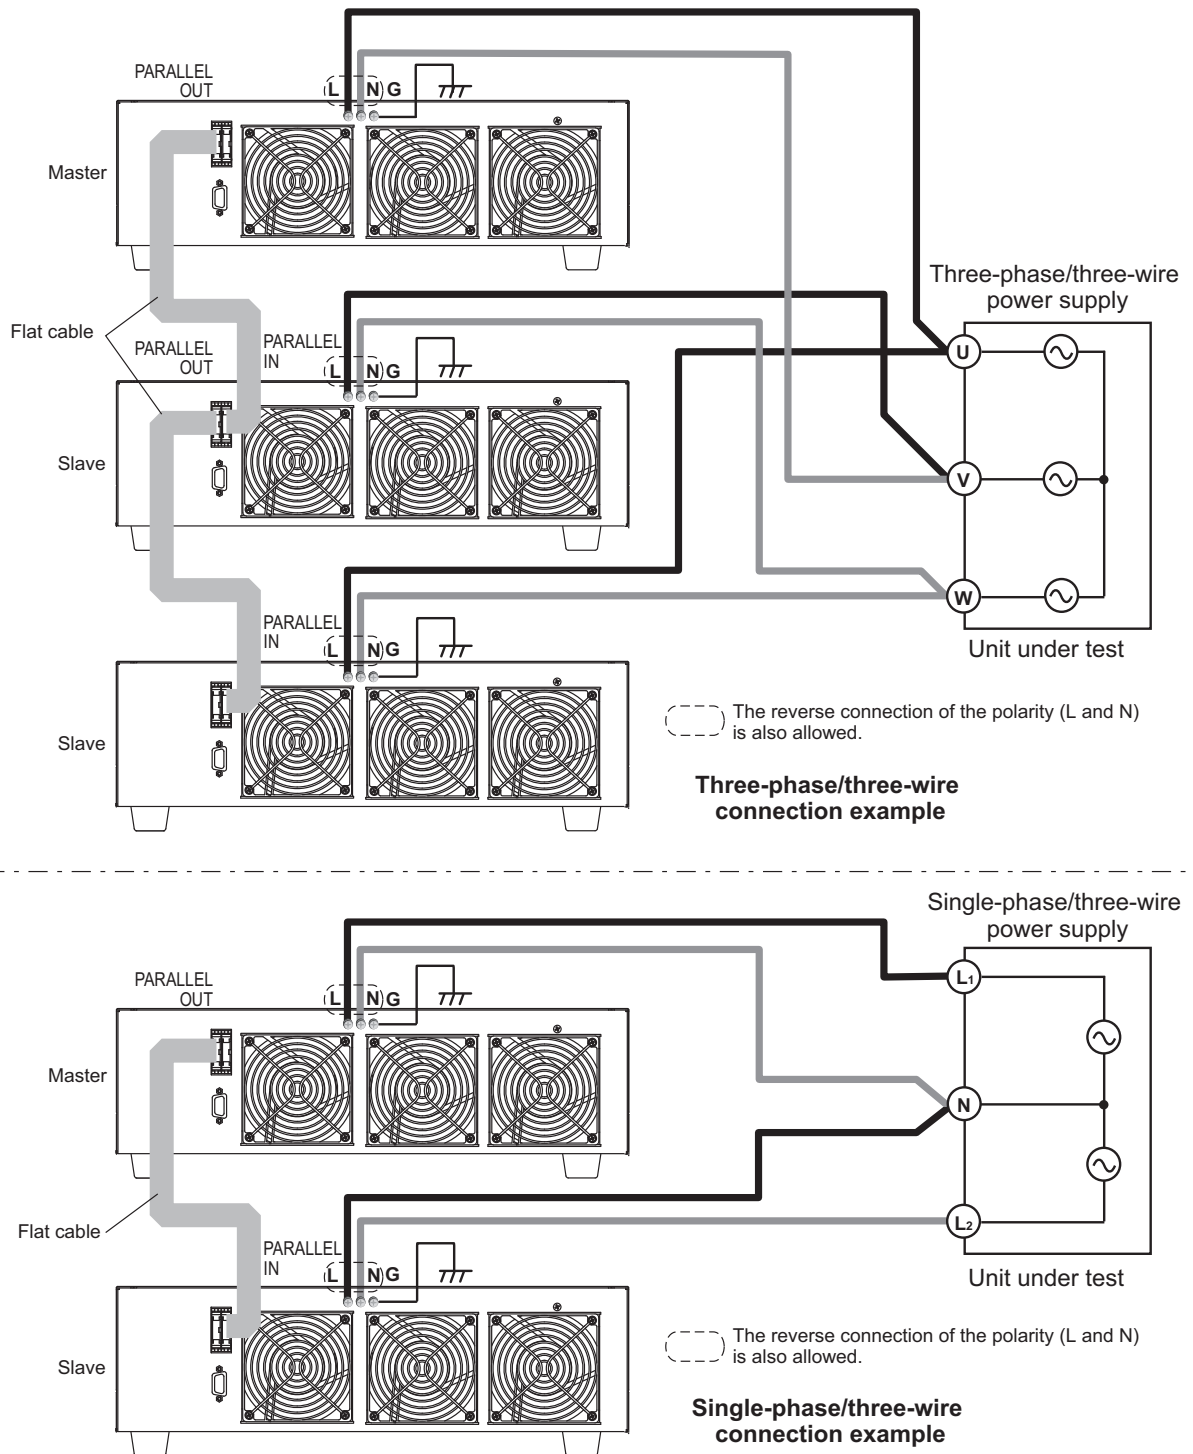 PARALLEL
OUT
L N G
Master
Three-phase/three-wire
power supply
Flat cable
PARALLEL
OUT
PARALLEL
IN
L N G
U
Slave
V
W
PARALLEL
IN
L N G
Unit under test
The reverse connection of the polarity (L and N)
is also allowed.
Slave
Three-phase/three-wire
connection example
Single-phase/three-wire
power supply
PARALLEL
OUT
L N G
L1
Master
N
Flat cable
L2
PARALLEL
IN
L N G
Unit under test
The reverse connection of the polarity (L and N)
is also allowed.
Slave
Single-phase/three-wire
connection example